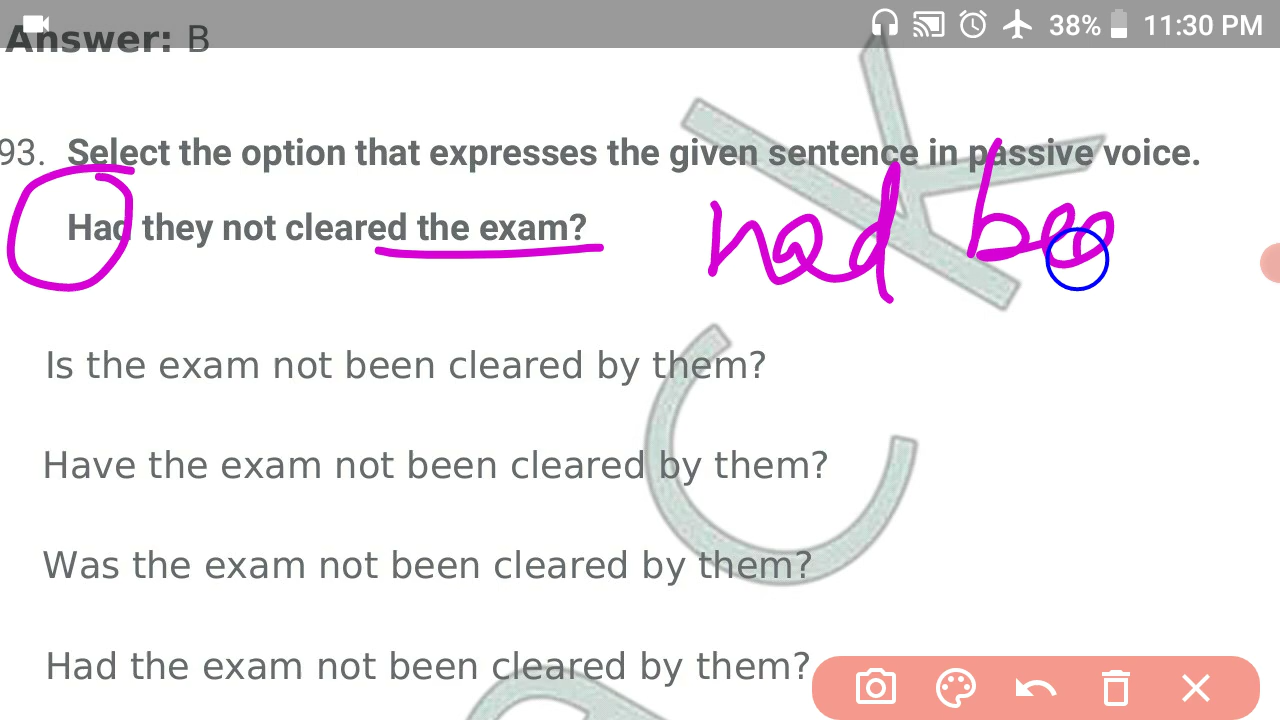 Answer: B
38% 11:30 PM
93. Select the option that expresses the given sentence in passive voice.
Had they not cleared the exam?
had bee
Is the exam not been cleared by them?
Have the exam not been cleared by them?
Was the exam not been cleared by them?
Had the exam not been cleared by them?